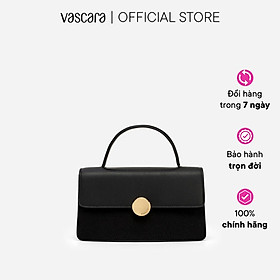 vascara | OFFICIAL STORE
Đổi hàng
trong 7 ngày
Bảo hành
trọn đời
100%
chính hãng